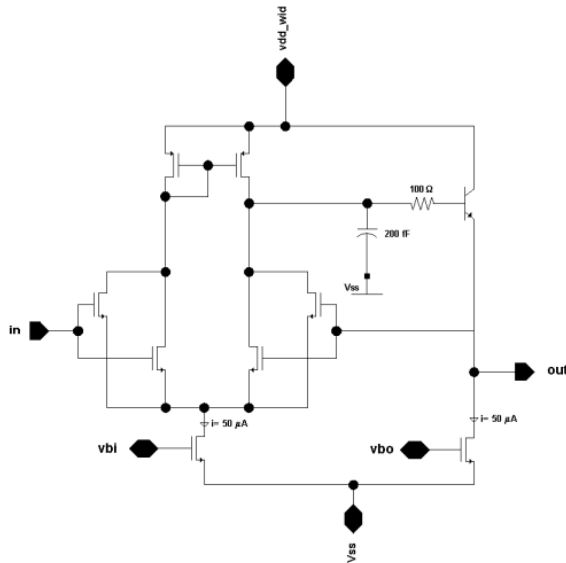 vdd_wid
100 Ω
200 fF
Vss
in
out
i= 50 µA
i= 50 µA
vbi
vbo
Vss